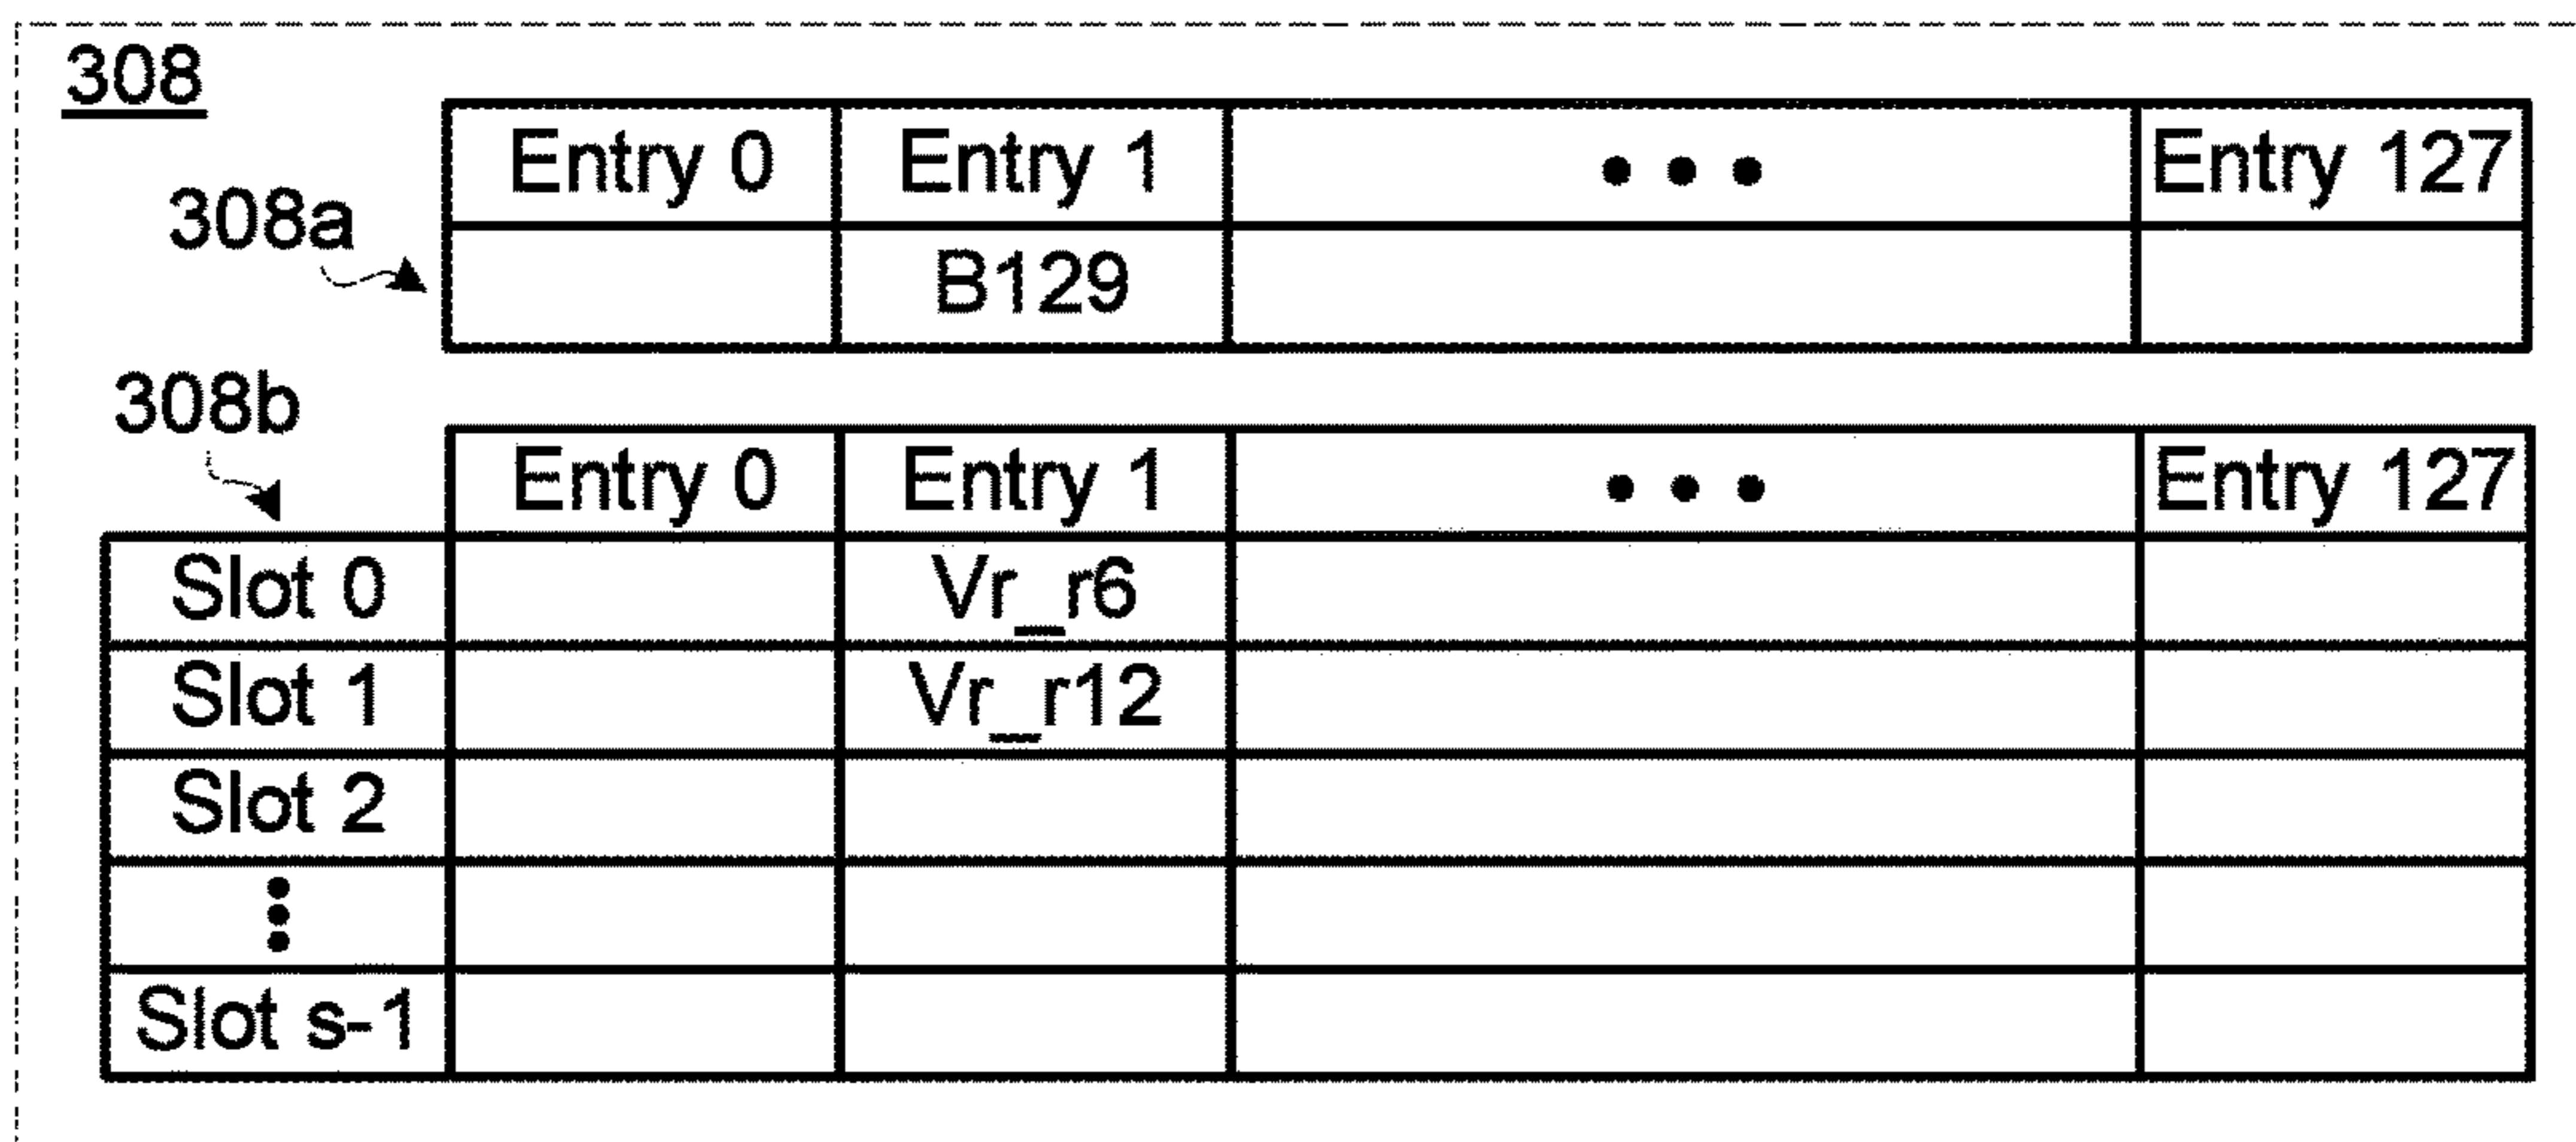 308
Entry 0 Entry 1 ••• Entry 127
308a
B129
308b
Entry 0 Entry 1 ••• Entry 127
Slot 0 Vr_r6
Slot 1 Vr_r12
Slot 2
Slot s-1